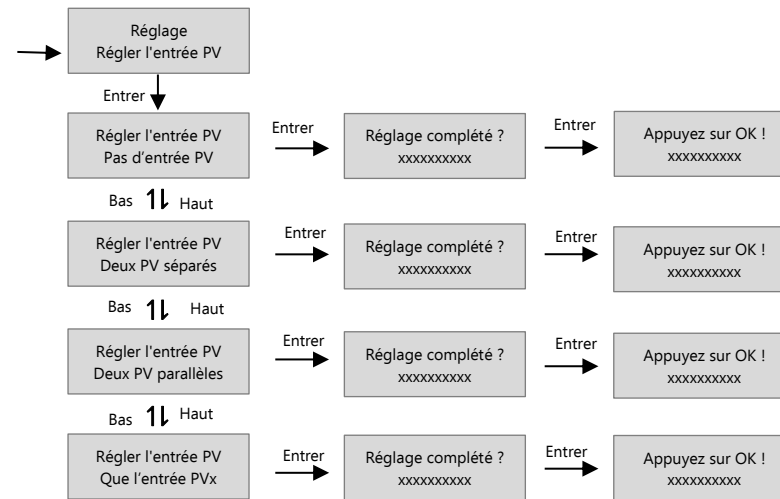 Réglage
Régler l'entrée PV
Entrer
Régler l'entrée PV
Pas d'entrée PV
Entrer
Réglage complété ?
xxxxxxxxxx
Entrer
Appuyez sur OK !
xxxxxxxxxx
Bas
Haut
Régler l'entrée PV
Deux PV séparés
Entrer
Réglage complété ?
xxxxxxxxxx
Entrer
Appuyez sur OK !
xxxxxxxxxx
Bas
Haut
Régler l'entrée PV
Deux PV parallèles
Entrer
Réglage complété ?
xxxxxxxxxx
Entrer
Appuyez sur OK !
xxxxxxxxxx
Bas
Haut
Régler l'entrée PV
Que l'entrée PVx
Entrer
Réglage complété ?
xxxxxxxxxx
Entrer
Appuyez sur OK !
xxxxxxxxxx